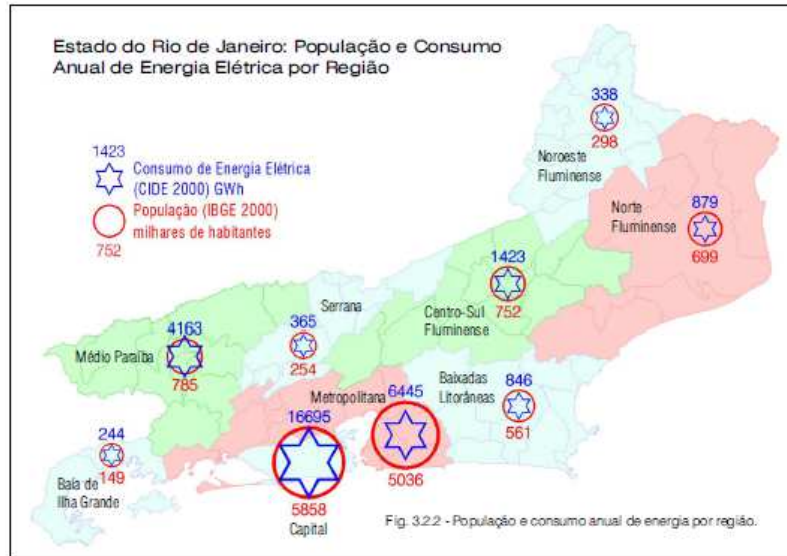 Estado do Rio de Janeiro: População e Consumo
Anual de Energia Elétrica por Região
1423
Consumo de Energia Elétrica
(CIDE 2000) GWh
População (IBGE 2000)
milhares de habitantes
752
338
298
Noroeste
Fluminense
879
Norte
Fluminense
699
1423
Centro-Sul
Fluminense
752
Serrana
365
254
4163
Médio Paraíba
785
Metropolitana
6445
5036
Baixadas
Litorâneas
846
561
16695
5858
Capital
244
149
Baía de
Ilha Grande
Fig. 3.2.2 - População e consumo anual de energia por região.